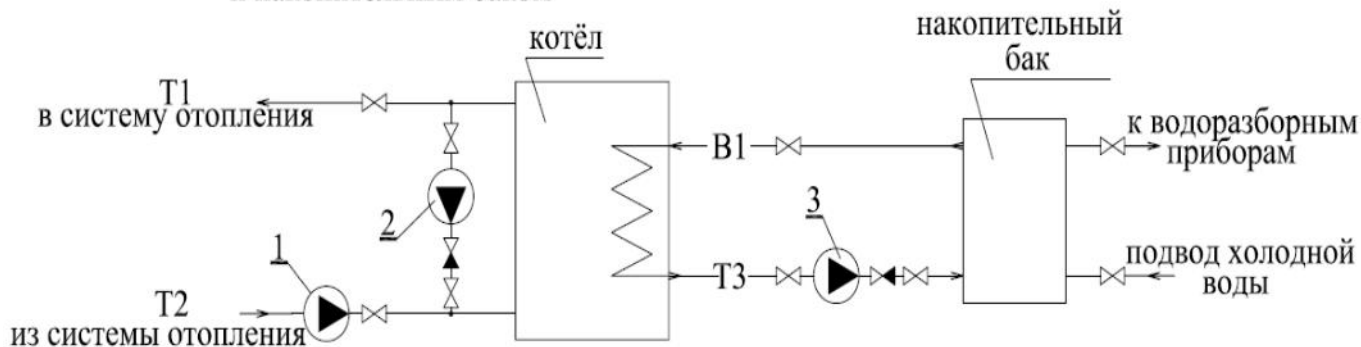 котёл
накопительный
бак
Т1
в систему отопления
к водоразборным
приборам
В1
2
3
1
Т3
подвод холодной
воды
Т2
из системы отопления